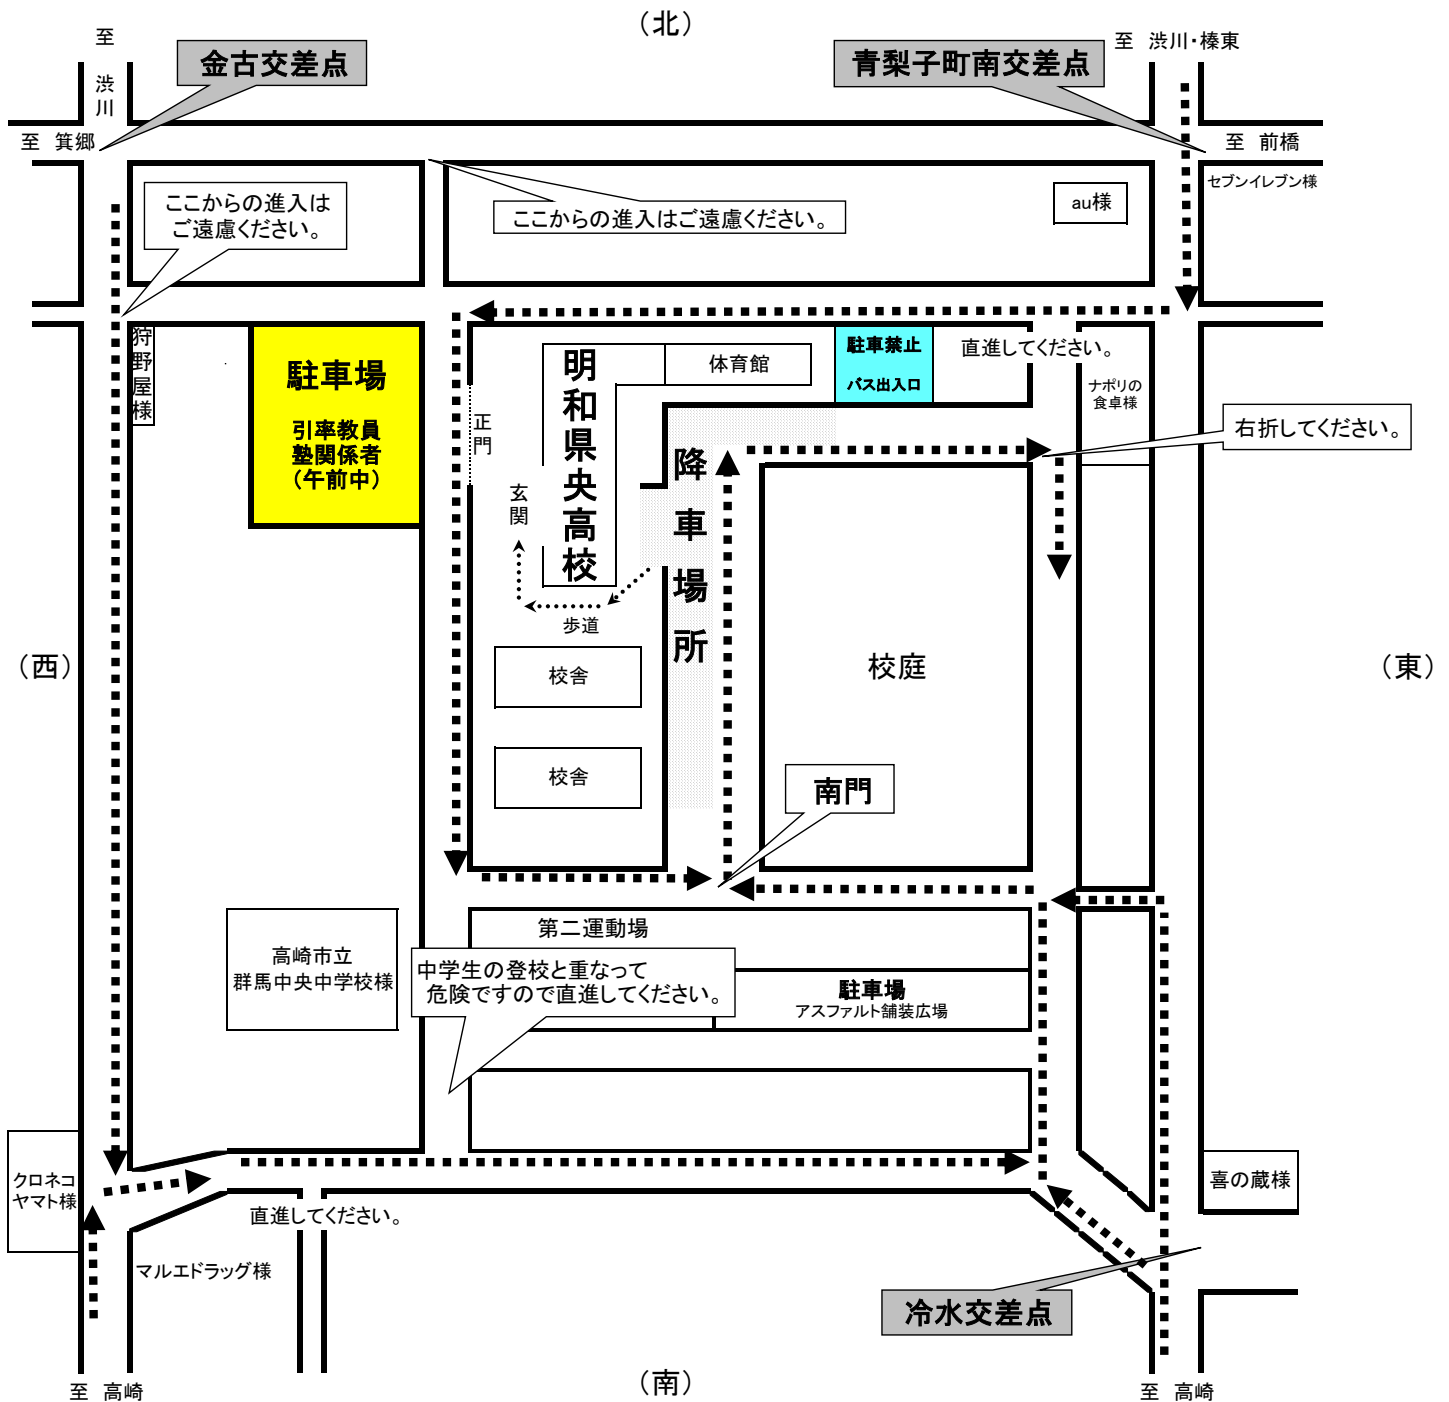 （北）
至
渋
川
金古交差点
青梨子町南交差点
至 渋川・榛東
至 箕郷
至 前橋
セブンイレブン様
ここからの進入は
ご遠慮ください。
ここからの進入はご遠慮ください。
au様
狩
野
屋
様
駐車場
引率教員
塾関係者
（午前中）
正
門
明
和
県
央
高
校
体育館
駐車禁止
バス出入口
直進してください。
ナポリの
食卓様
右折してください。
玄
関
降
車
場
所
歩道
（西）
校舎
校庭
（東）
校舎
南門
第二運動場
高崎市立
群馬中央中学校様
中学生の登校と重なって
危険ですので直進してください。
駐車場
アスファルト舗装広場
クロネコ
ヤマト様
喜の蔵様
直進してください。
マルエドラッグ様
冷水交差点
至 高崎
（南）
至 高崎